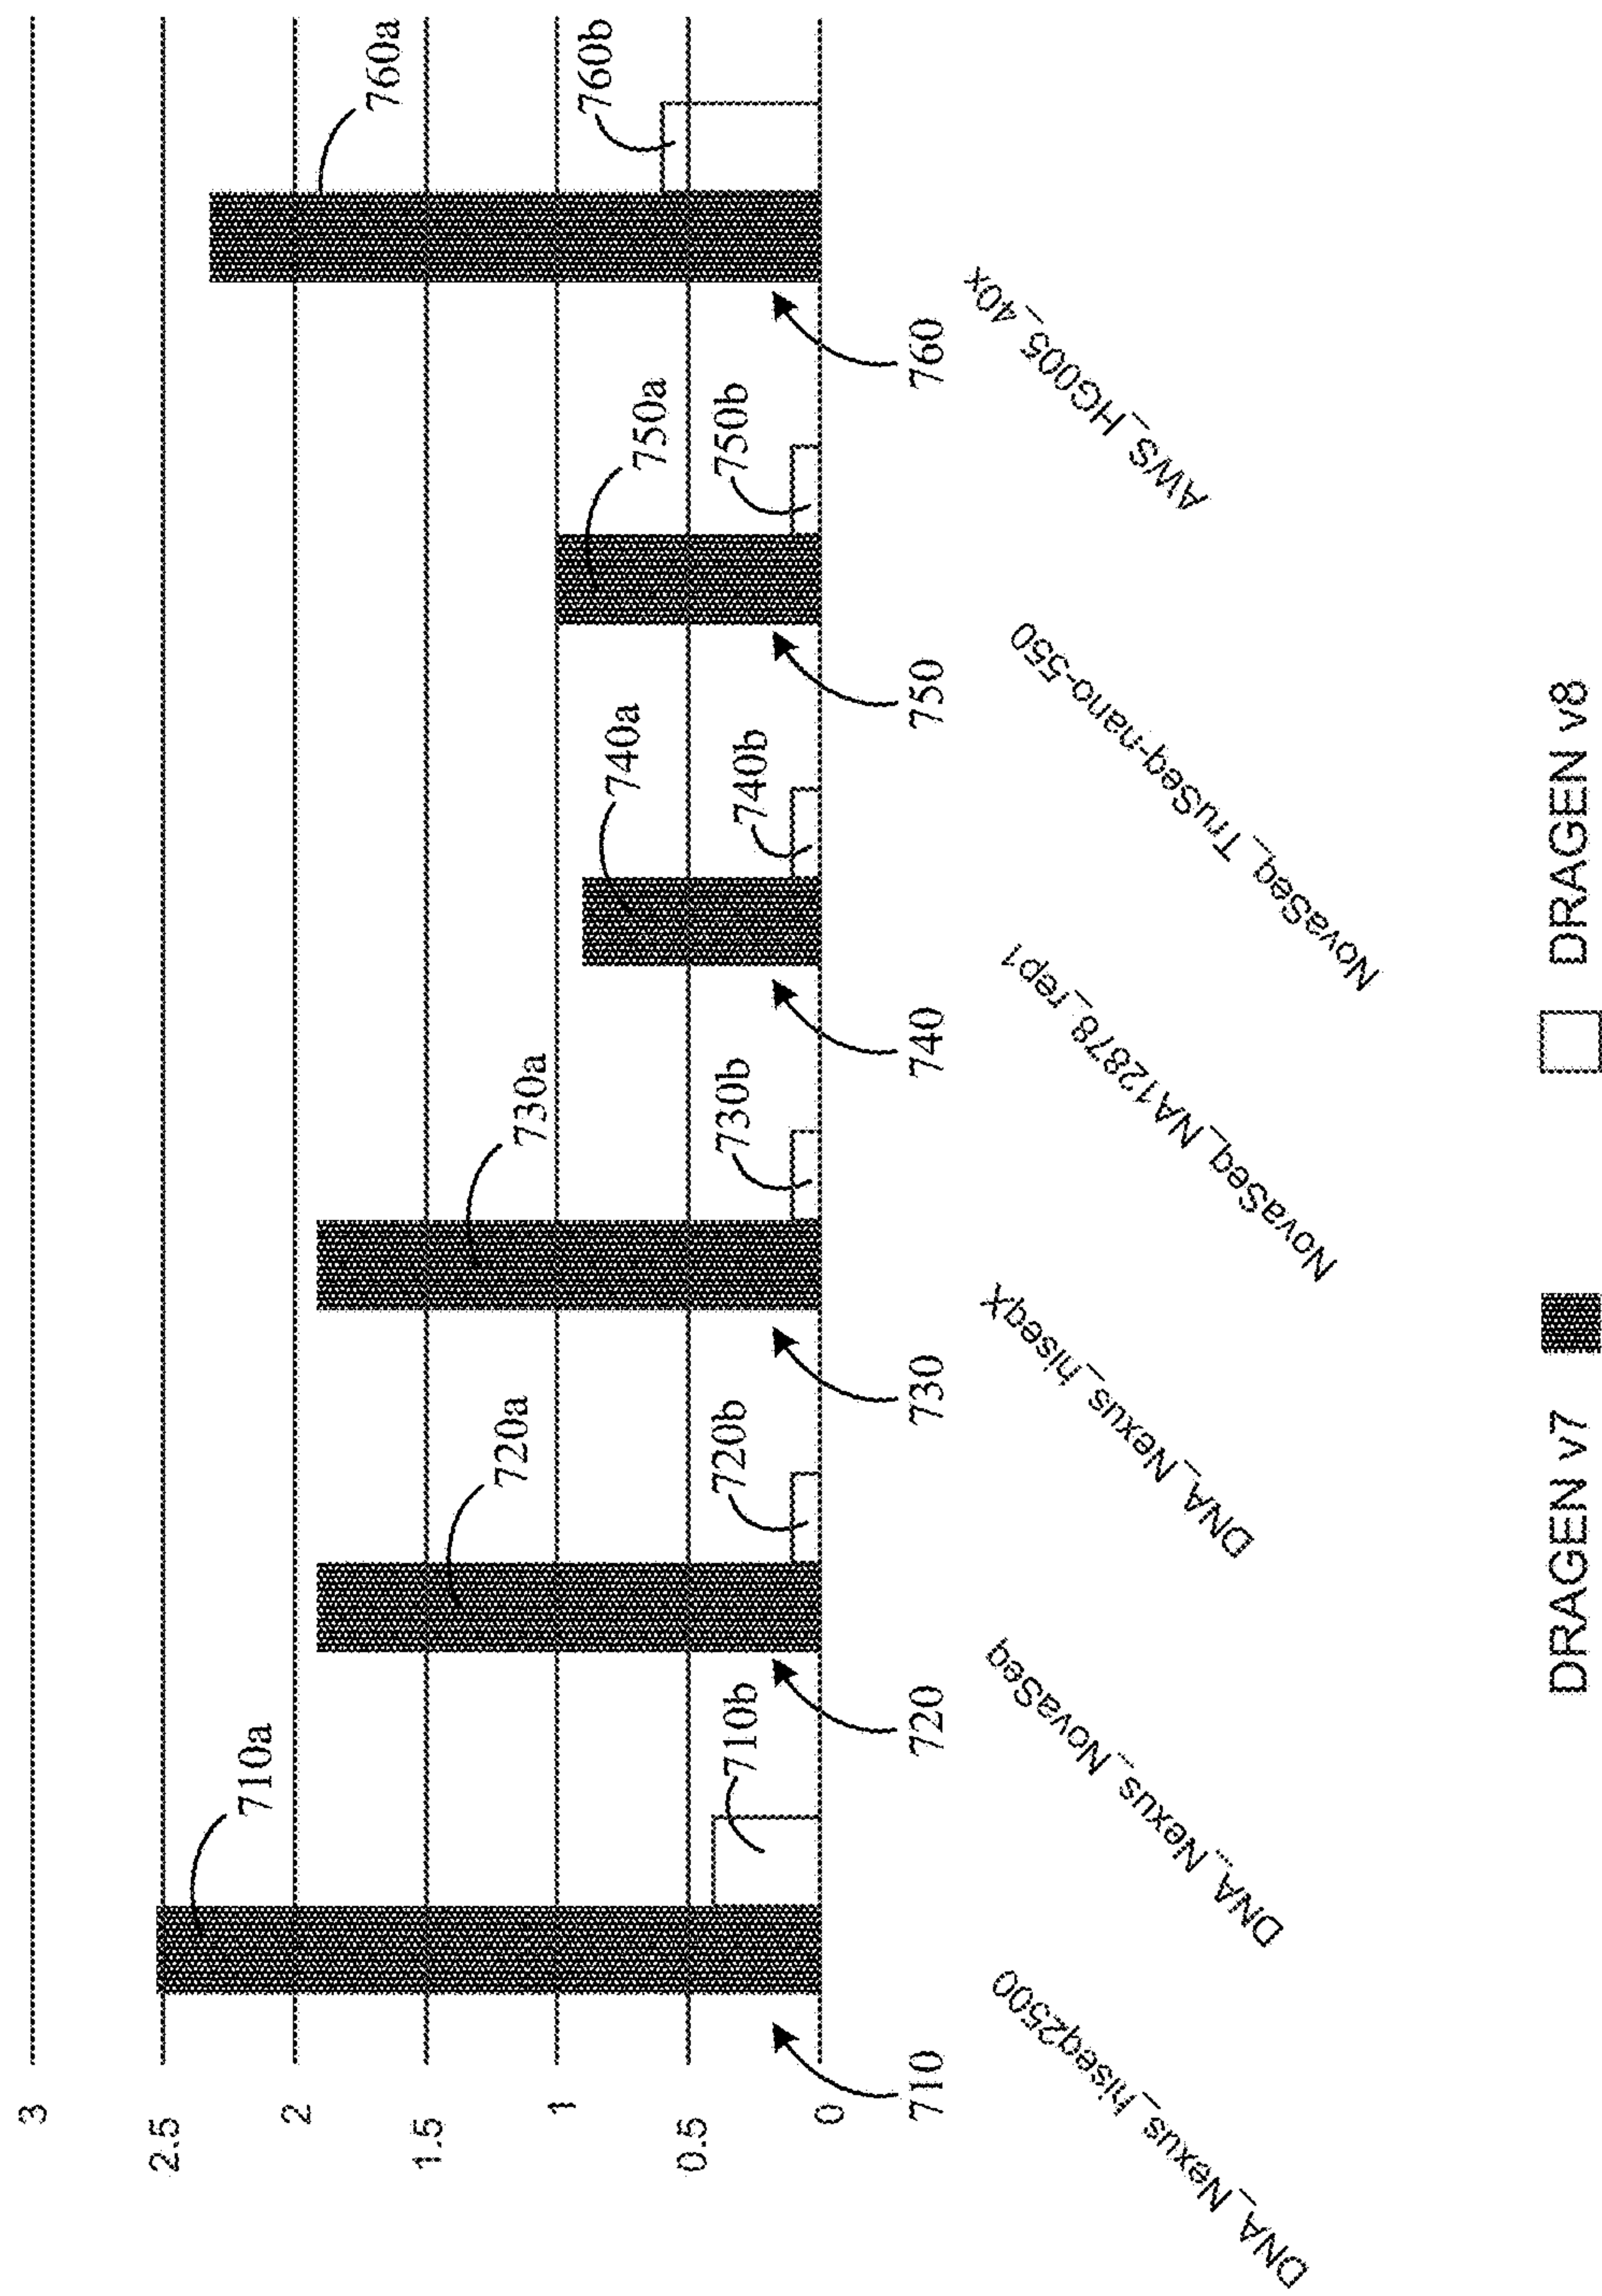 3
2.5
2
1.5
1
0.5
0
710a
710b
720a
720b
730a
730b
740a
740b
750a
750b
760a
760b
710
720
730
740
750
760
DNA_Nexus_hiseq2500
DNA_Nexus_NovaSeq
DNA_Nexus_hiseqX
NovaSeq_NA12878_rep1
NovaSeq_TruSeq-nano-550
AWS_HG005_40x
DRAGEN v7
DRAGEN v8